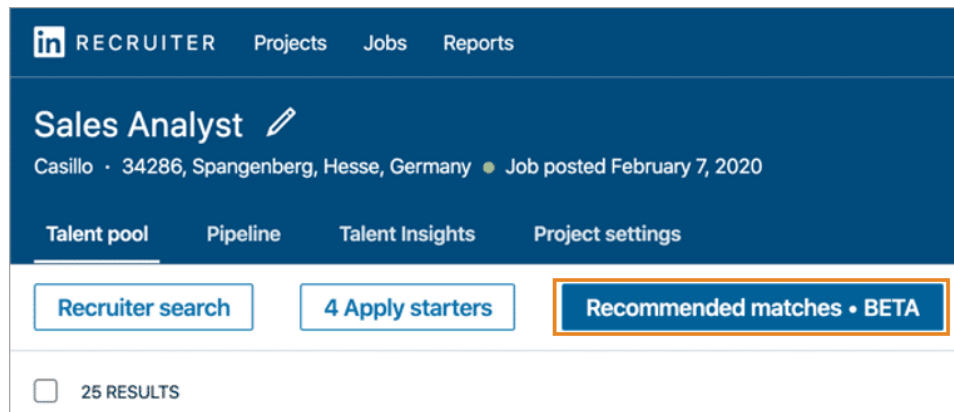 in RECRUITER Projects Jobs Reports
Sales Analyst
Casillo · 34286, Spangenberg, Hesse, Germany ● Job posted February 7, 2020
Talent pool Pipeline Talent Insights Project settings
Recruiter search 4 Apply starters Recommended matches • BETA
25 RESULTS